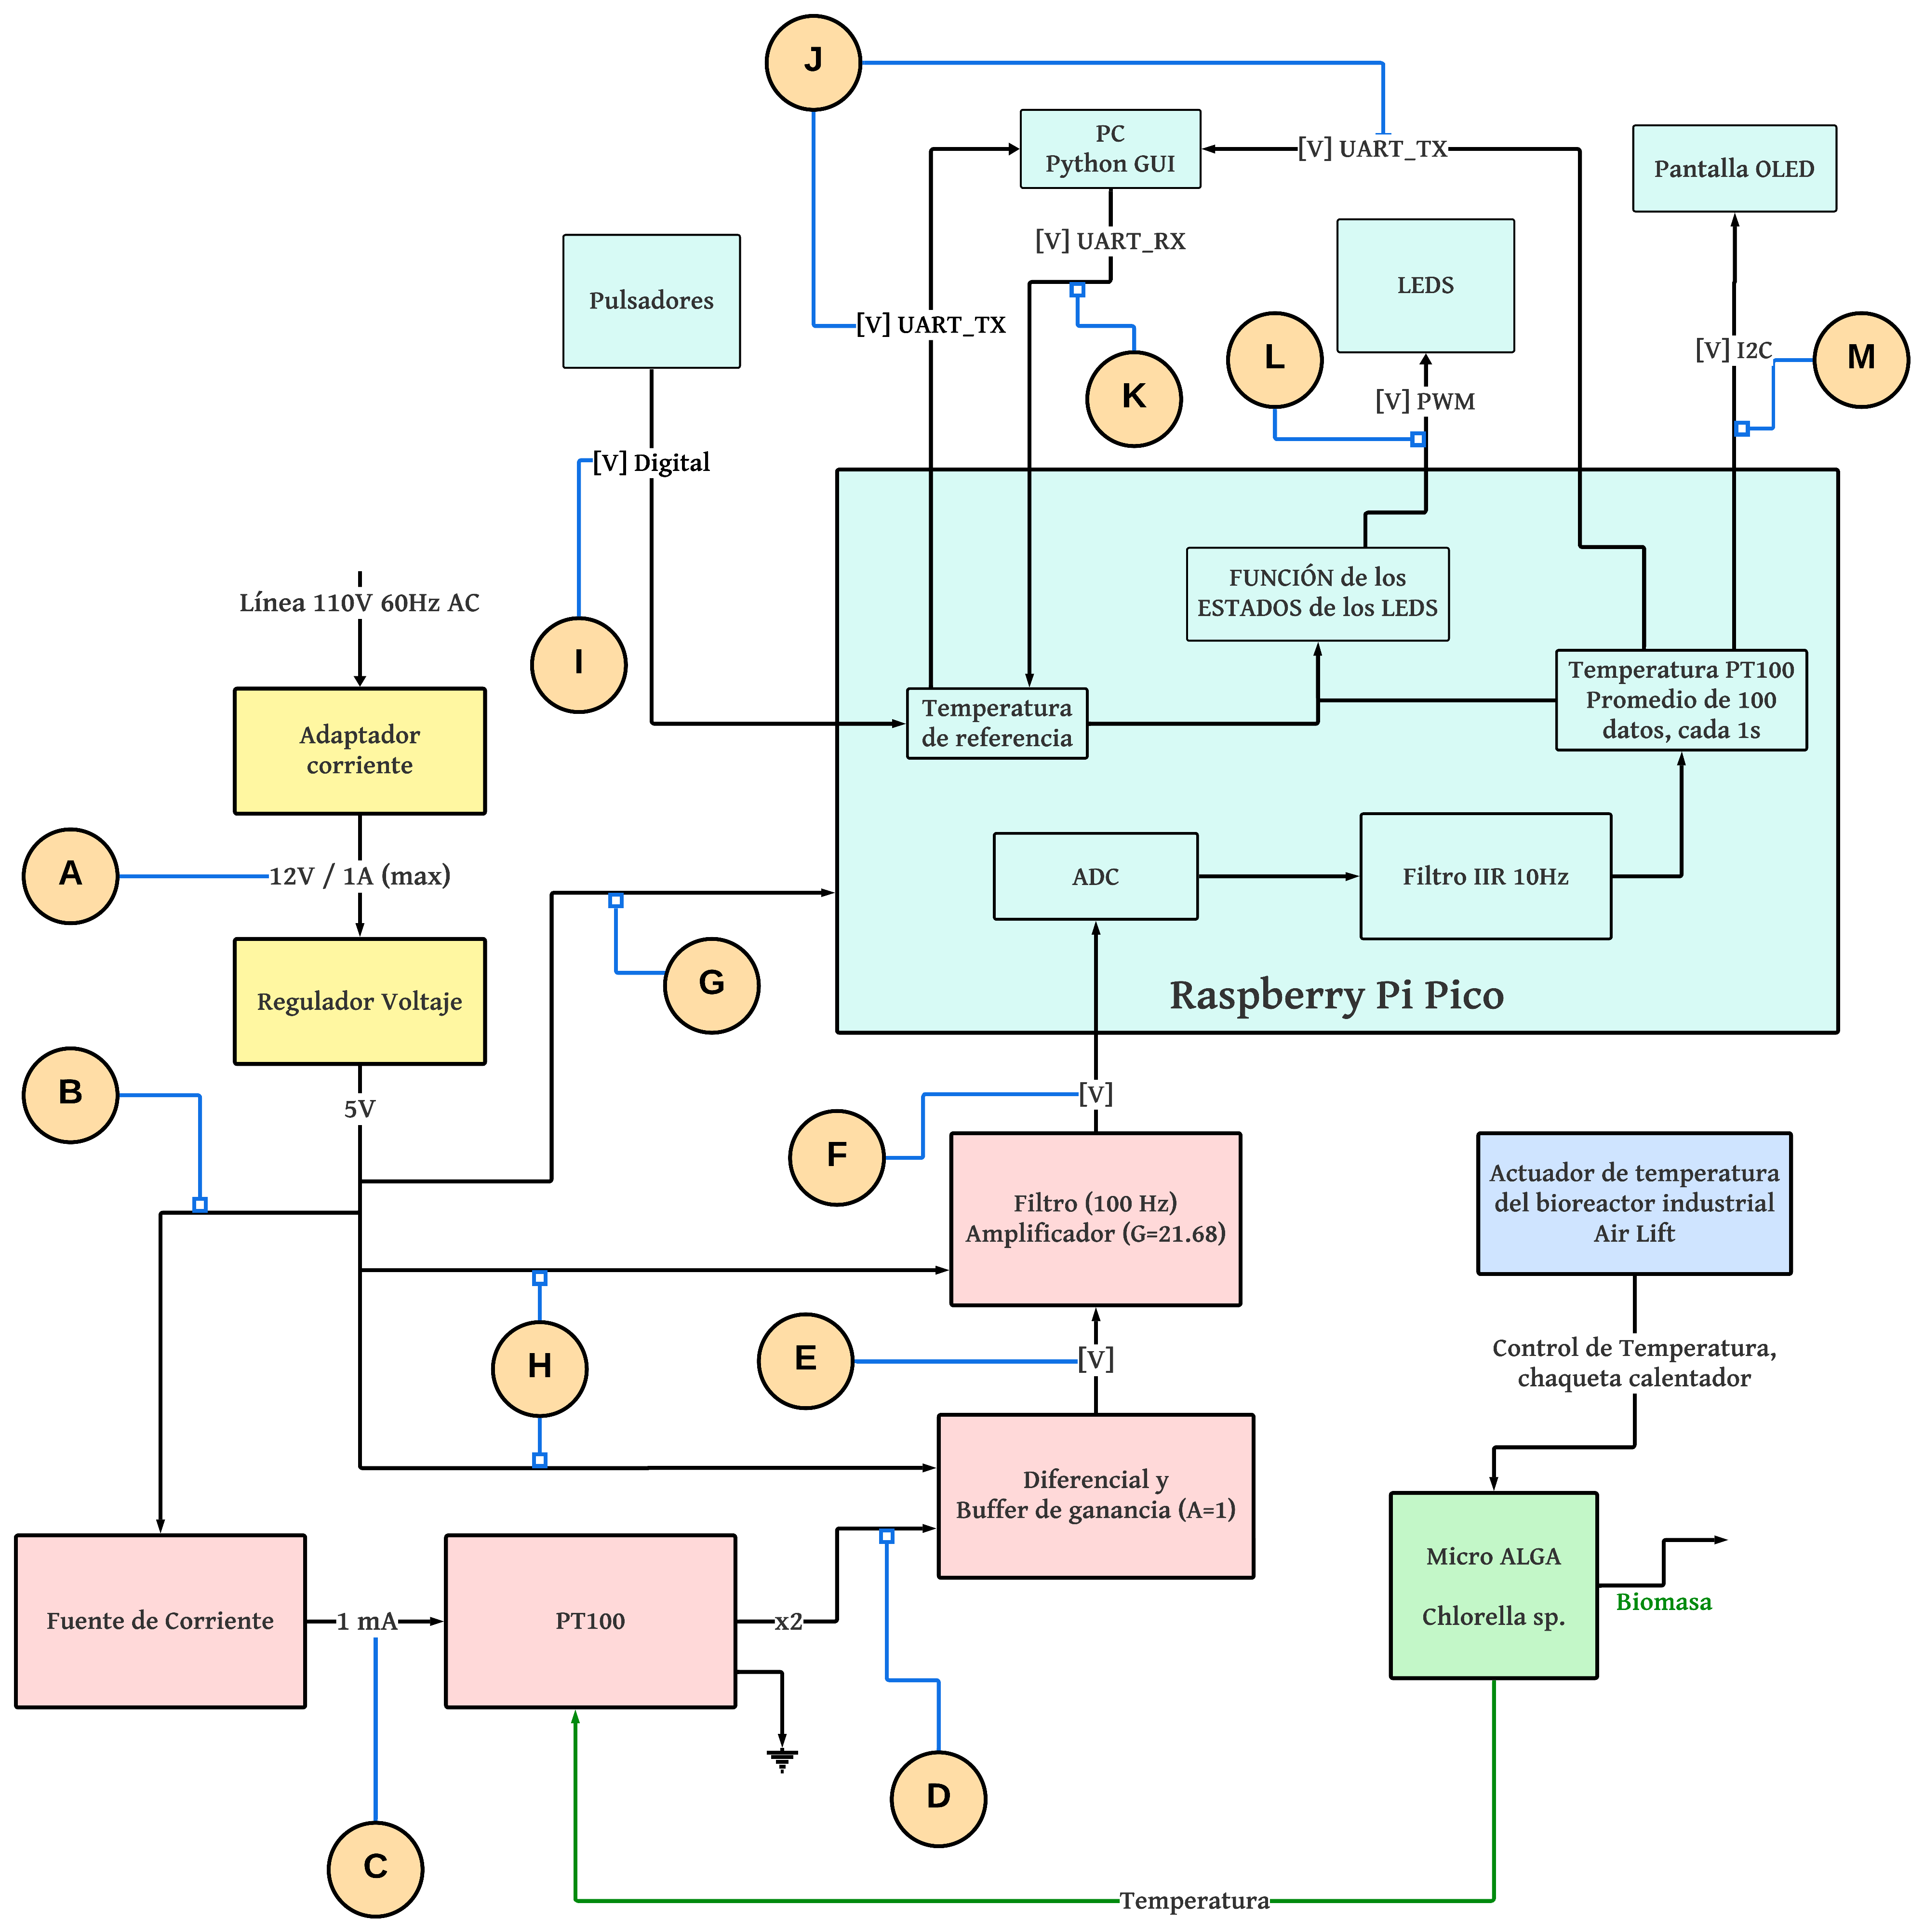 J
PC
Python GUI
[V] UART_TX
Pantalla OLED
[V] UART_RX
Pulsadores
LEDS
[V] UART_TX
K
L
[V] PWM
[V] I2C
M
[V] Digital
I
Línea 110V 60Hz AC
FUNCIÓN de los
ESTADOS de los LEDS
Temperatura PT100
Promedio de 100
datos, cada 1s
Temperatura
de referencia
Adaptador
corriente
A
12V / 1A (max)
ADC
Filtro IIR 10Hz
Raspberry Pi Pico
G
Regulador Voltaje
B
5V
[V]
F
Filtro (100 Hz)
Amplificador (G=21.68)
Actuador de temperatura
del bioreactor industrial
Air Lift
H
E
[V]
Control de Temperatura,
chaqueta calentador
Diferencial y
Buffer de ganancia (A=1)
Micro ALGA
Chlorella sp.
Biomasa
Fuente de Corriente
1 mA
PT100
x2
D
C
Temperatura